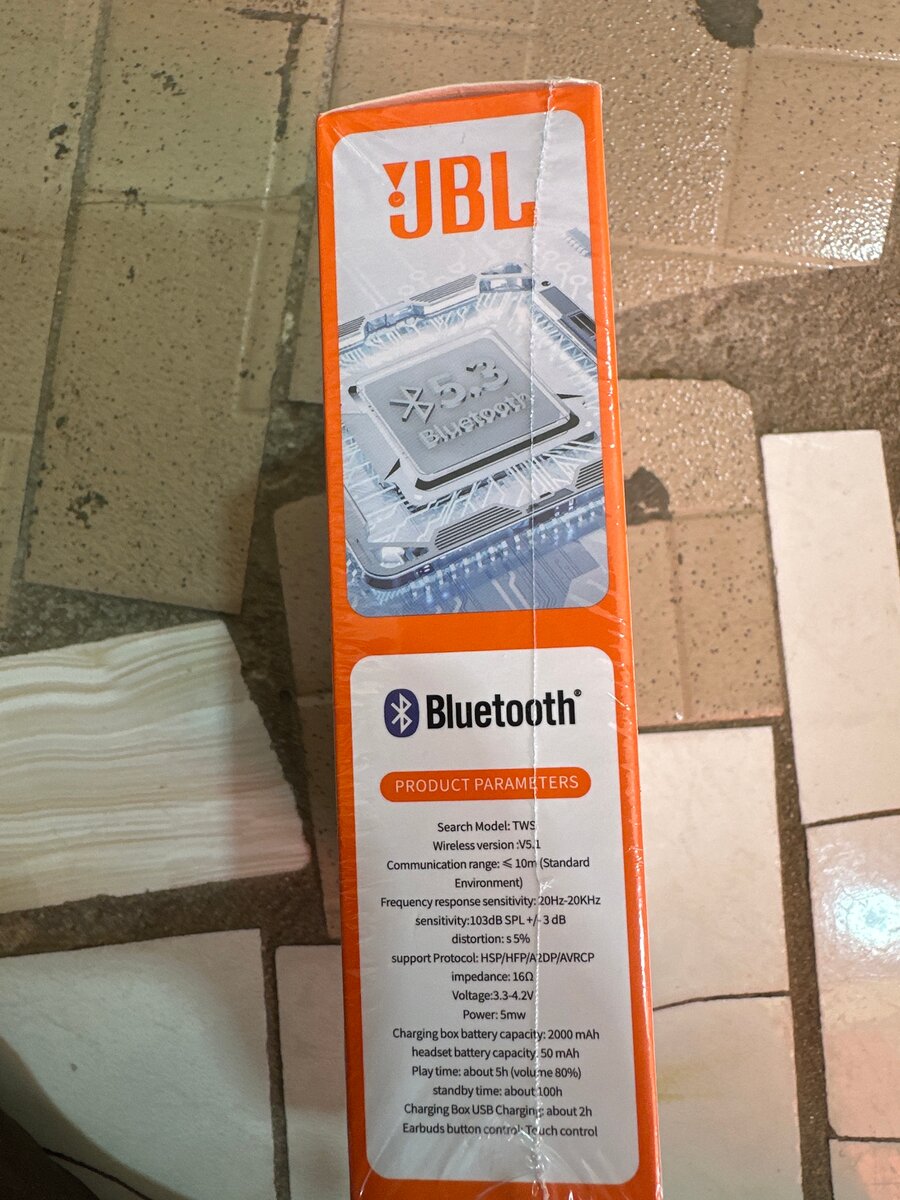 JBL
5.3
Bluetooth
Bluetooth®
PRODUCT PARAMETERS
Search Model: TWS
Wireless version :V5.1
Communication range: ≤ 10m (Standard
Environment)
Frequency response sensitivity: 20Hz-20KHz
sensitivity:103dB SPL +/- 3 dB
distortion: s 5%
support Protocol: HSP/HFP/A2DP/AVRCP
impedance: 16Ω
Voltage:3.3-4.2V
Power: 5mw
Charging box battery capacity: 2000 mAh
headset battery capacity: 50 mAh
Play time: about 5h (volume 80%)
standby time: about 100h
Charging Box USB Charging: about 2h
Earbuds button control: Touch control